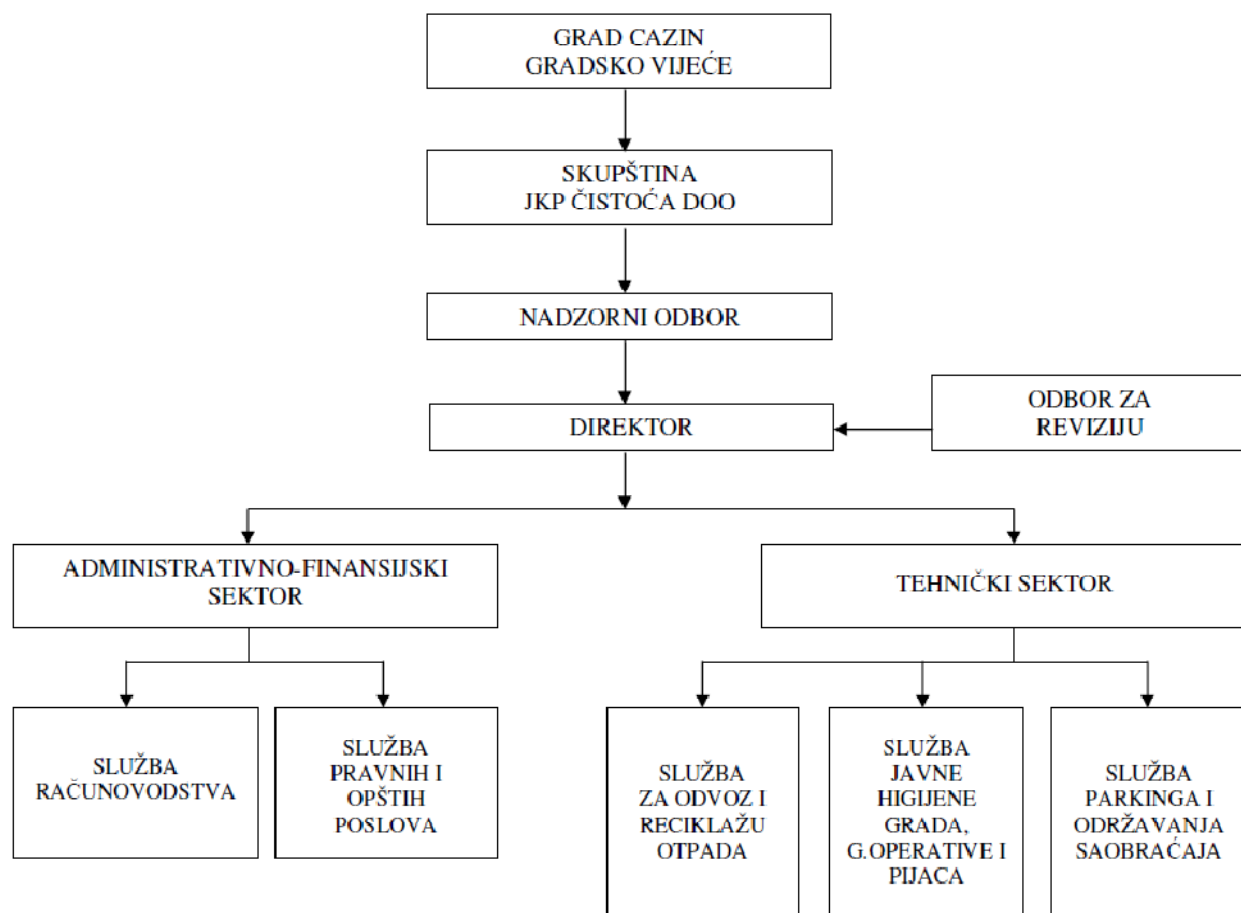 GRAD CAZIN
GRADSKO VIJEĆE
SKUPŠTINA
JKP ČISTOĆA DOO
NADZORNI ODBOR
DIREKTOR
ODBOR ZA
REVIZIJU
ADMINISTRATIVNO-FINANSIJSKI
SEKTOR
TEHNIČKI SEKTOR
SLUŽBA
RAČUNOVODSTVA
SLUŽBA
PRAVNIH I
OPŠTIH
POSLOVA
SLUŽBA
ZA ODVOZ I
RECIKLAŽU
OTPADA
SLUŽBA
JAVNE
HIGIJENE
GRADA,
G.OPERATIVE I
PIJACA
SLUŽBA
PARKINGA I
ODRŽAVANJA
SAOBRAĆAJA